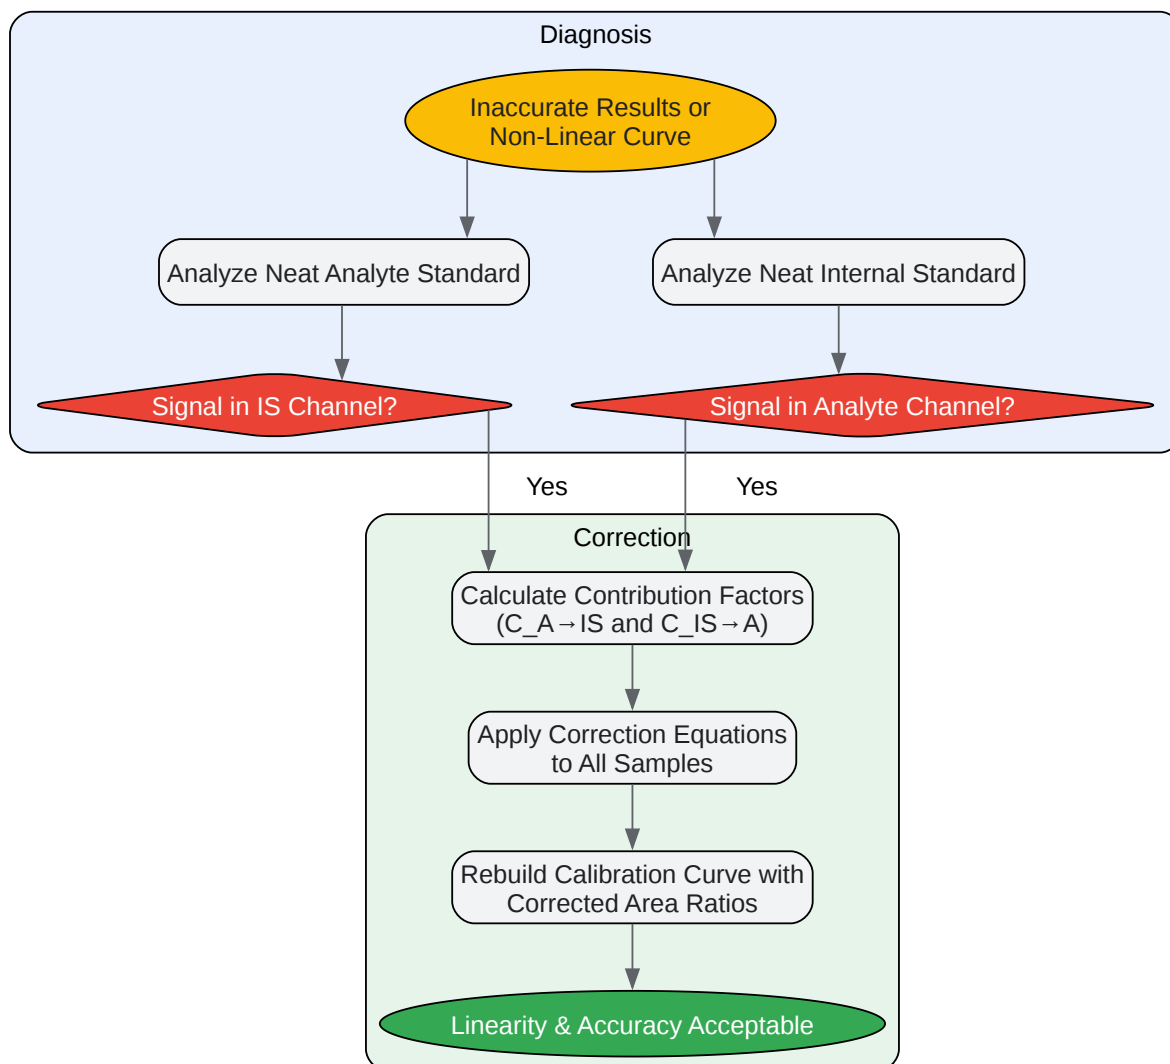 Diagnosis
Inaccurate Results or
Non-Linear Curve
Analyze Neat Analyte Standard
Analyze Neat Internal Standard
Signal in IS Channel?
Signal in Analyte Channel?
Yes
Yes
Correction
Calculate Contribution Factors
(C_A→IS and C_IS→A)
Apply Correction Equations
to All Samples
Rebuild Calibration Curve with
Corrected Area Ratios
Linearity & Accuracy Acceptable